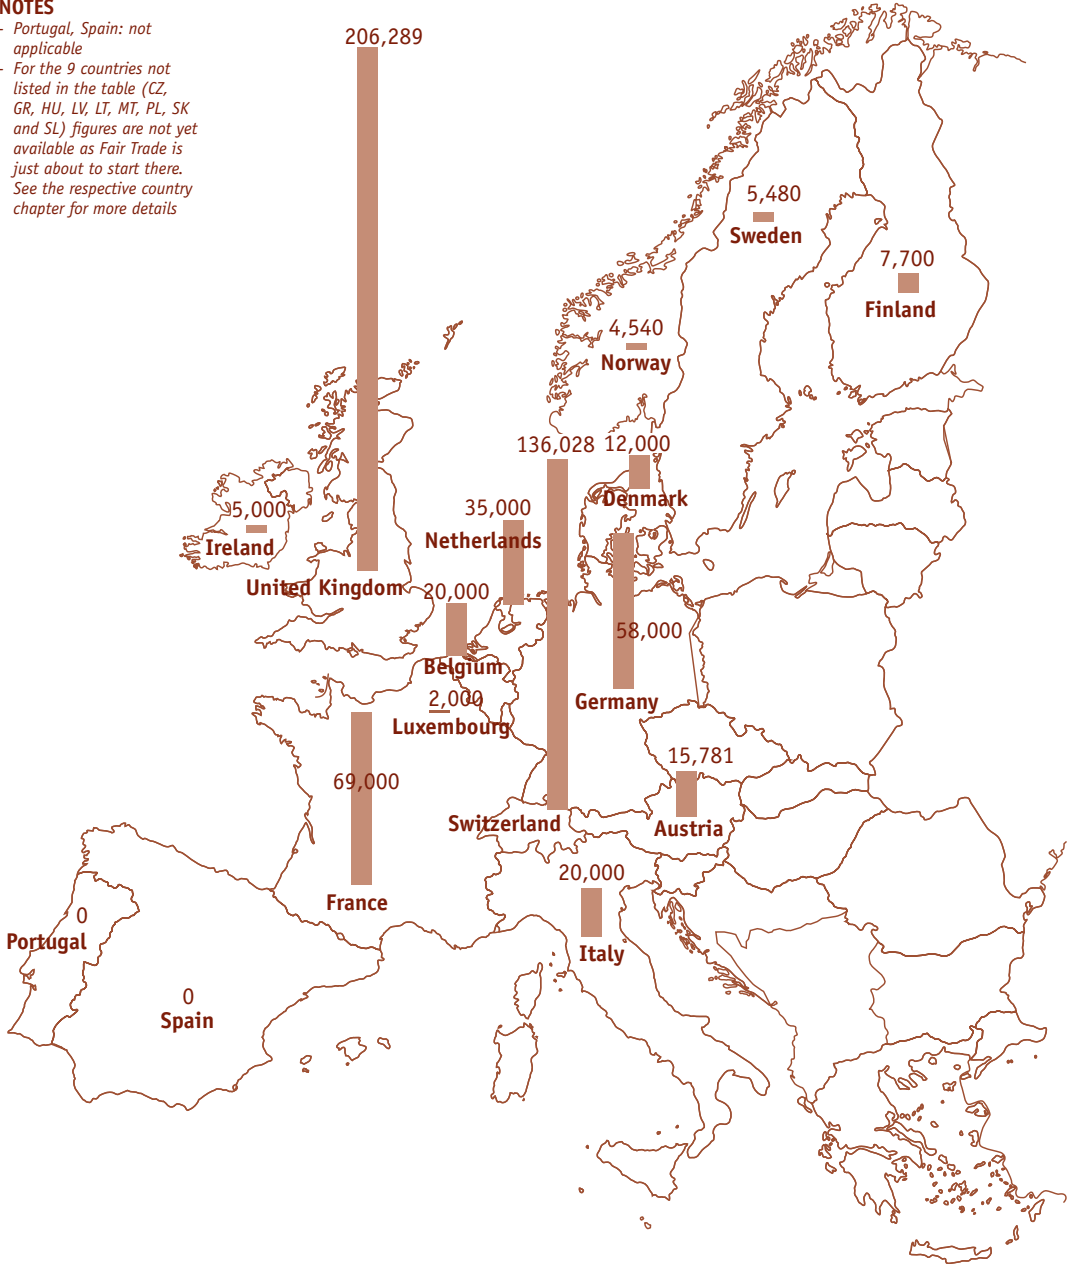 NOTES
- Portugal, Spain: not
applicable
- For the 9 countries not
listed in the table (CZ,
GR, HU, LV, LT, MT, PL, SK
and SL) figures are not yet
available as Fair Trade is
just about to start there.
See the respective country
chapter for more details
206,289
5,480
Sweden
7,700
Finland
4,540
Norway
136,028
12,000
Denmark
5,000
Ireland
35,000
Netherlands
United Kingdom
20,000
58,000
Belgium
2,000
Luxembourg
Germany
69,000
15,781
Switzerland
Austria
20,000
France
0
Portugal
Italy
0
Spain